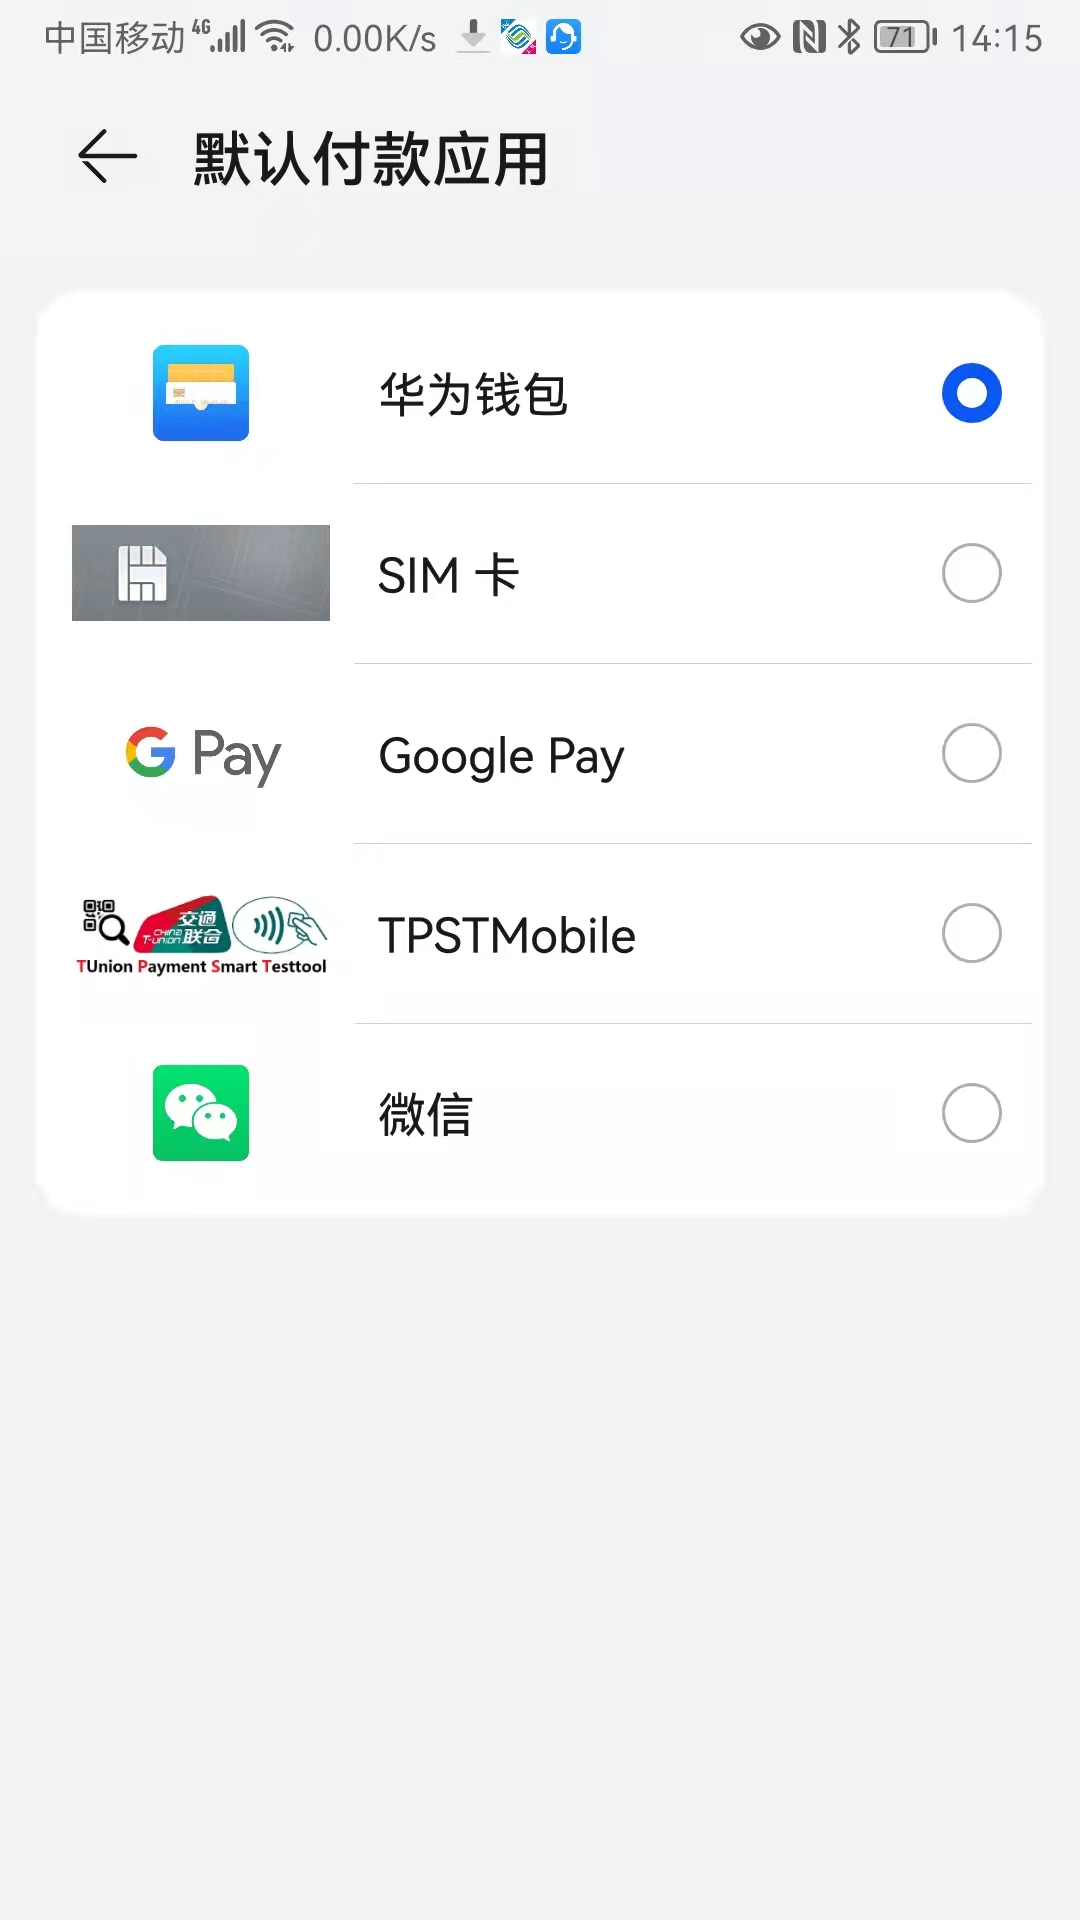 中国移动 4G 0.00K/s 71 14:15
默认付款应用
华为钱包
SIM 卡
G Pay Google Pay
交通
CHINA T-UNION 联合
TUnion Payment Smart Testtool
TPSTMobile
微信